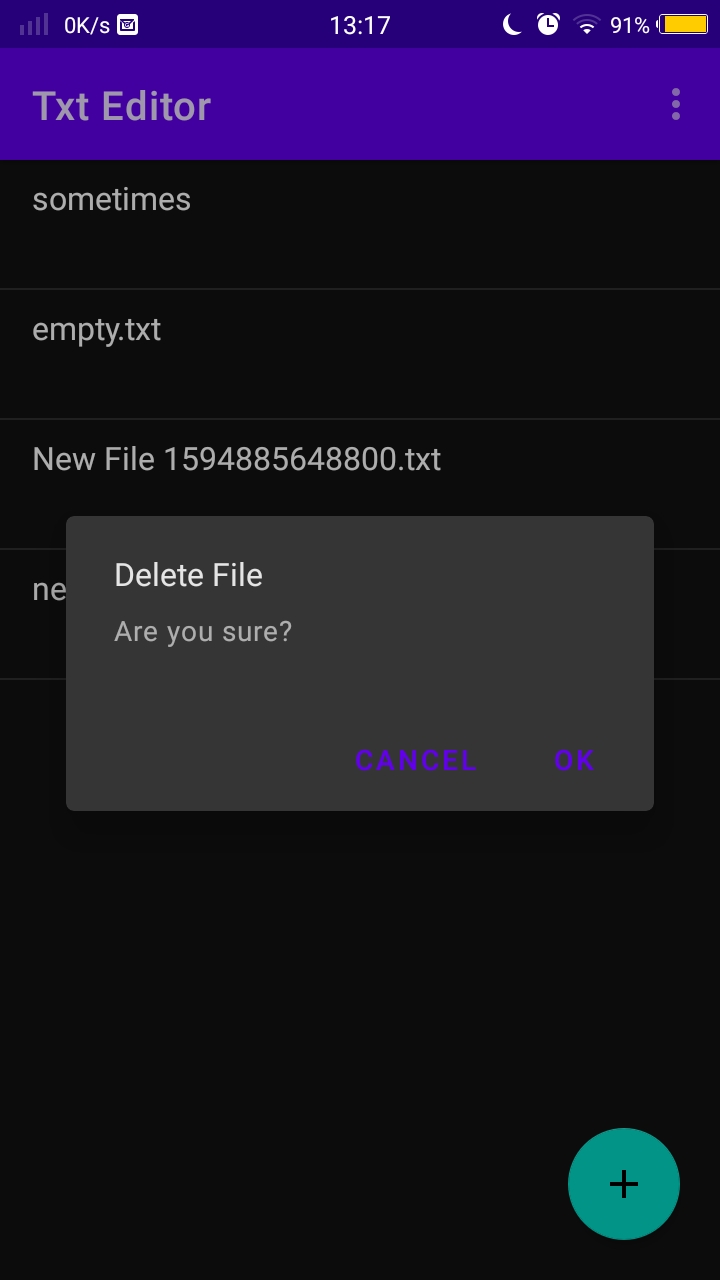 0K/s 13:17 91%
Txt Editor
sometimes
empty.txt
New File 1594885648800.txt
ne
Delete File
Are you sure?
CANCEL OK